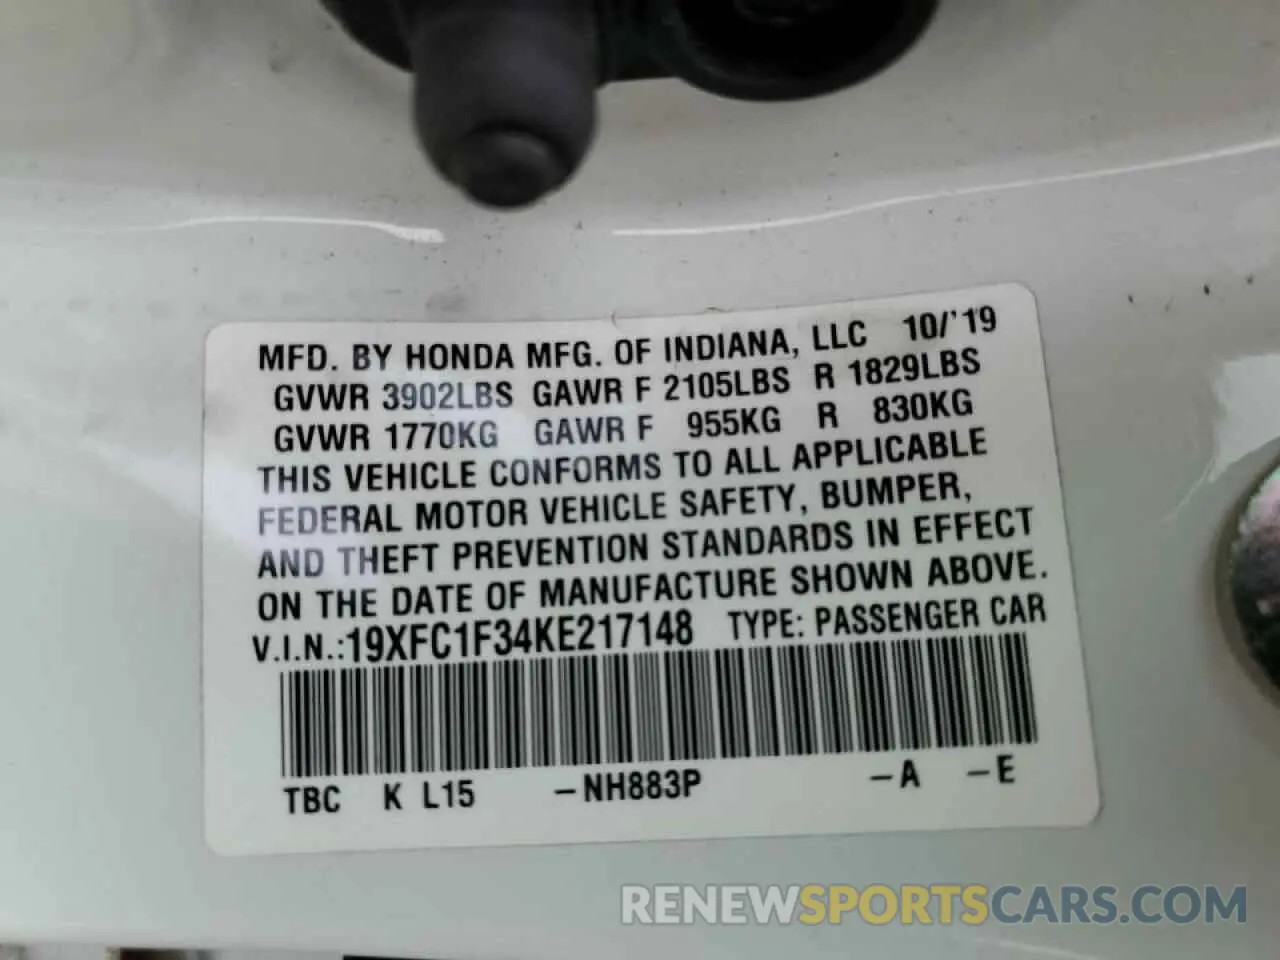 MFD. BY HONDA MFG. OF INDIANA, LLC 10/'19
GVWR 3902LBS GAWR F 2105LBS R 1829LBS
GVWR 1770KG GAWR F 955KG R 830KG
THIS VEHICLE CONFORMS TO ALL APPLICABLE
FEDERAL MOTOR VEHICLE SAFETY, BUMPER,
AND THEFT PREVENTION STANDARDS IN EFFECT
ON THE DATE OF MANUFACTURE SHOWN ABOVE.
V.I.N.:19XFC1F34KE217148 TYPE: PASSENGER CAR
TBC K L15 -NH883P -A -E
RENEWSPORTSCARS.COM